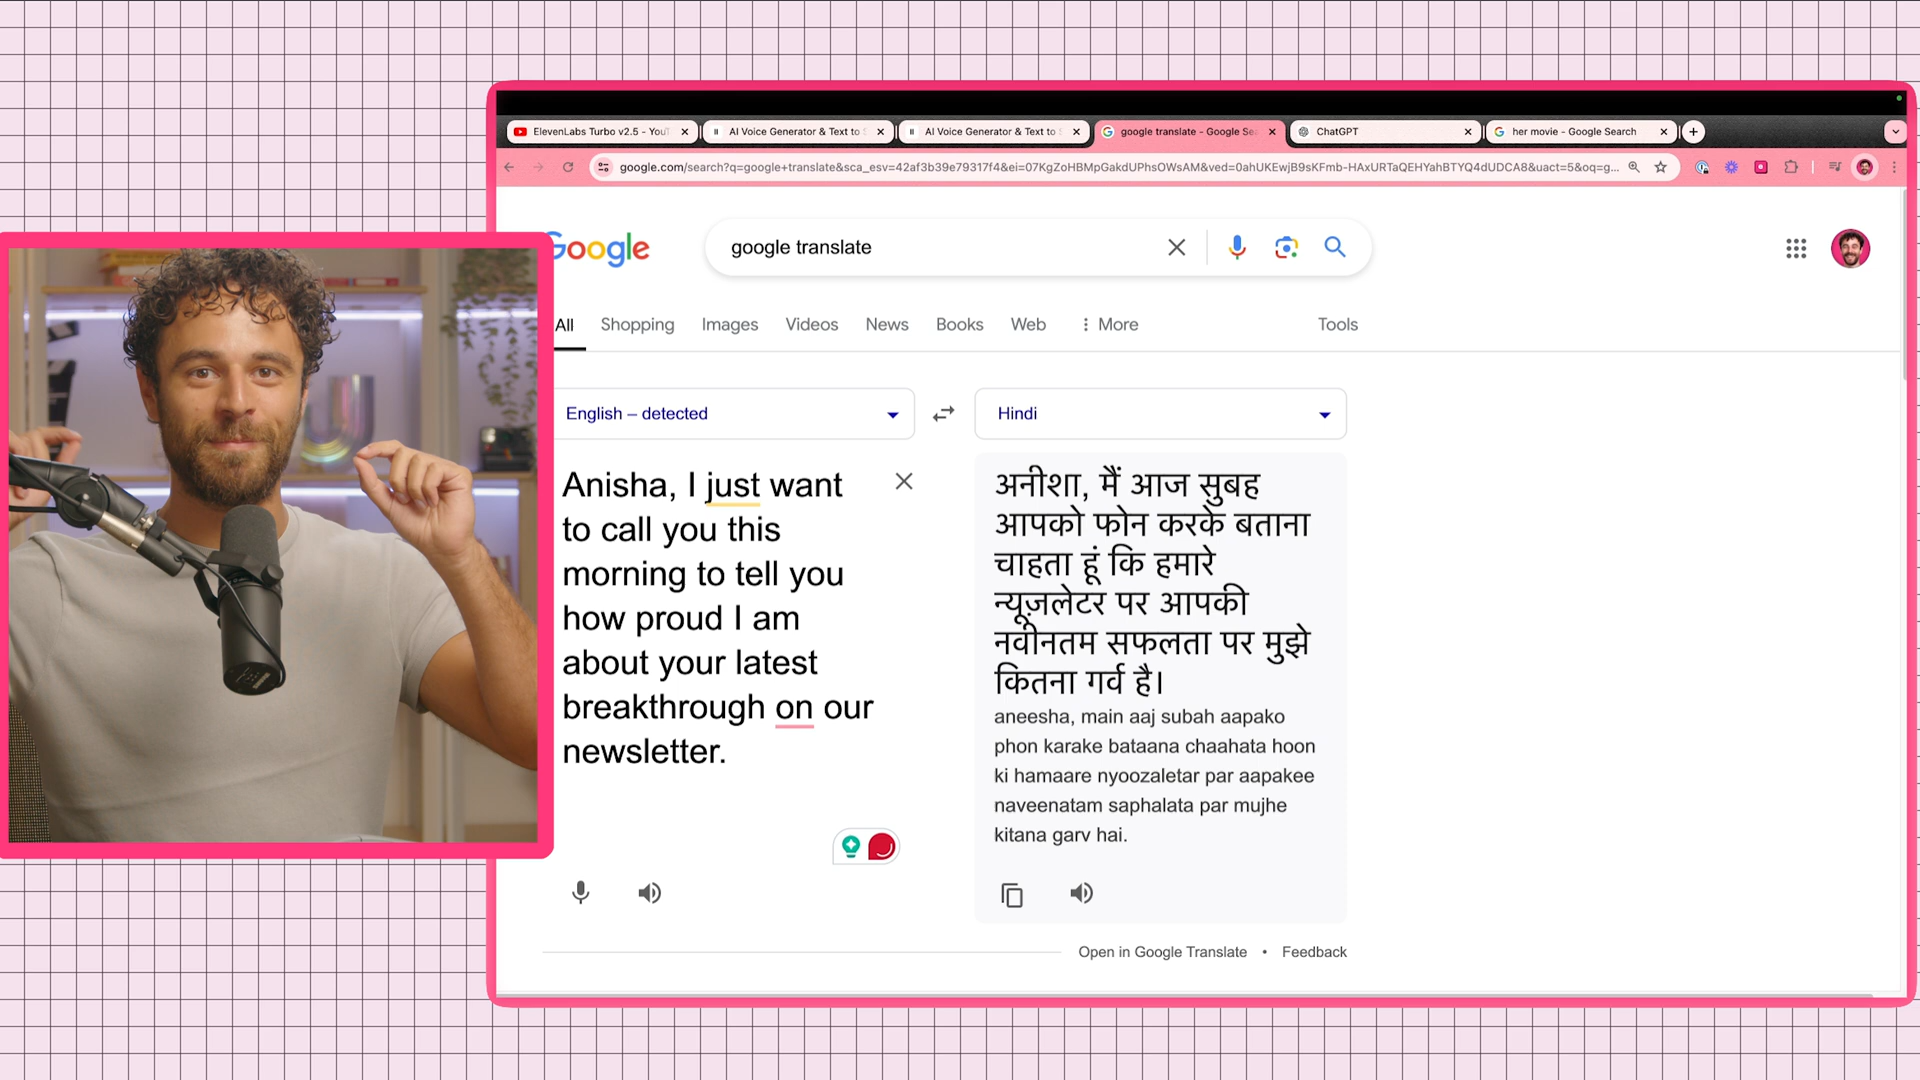 ElevenLabs Turbo v2.5 - You
AI Voice Generator & Text to
AI Voice Generator & Text to
google translate - Google Se
ChatGPT
her movie - Google Search
google.com/search?q=google+translate&sca_esv=42af3b39e79317f4&ei=07KgZoHBMpGakdUPhsOWsAM&ved=0ahUKEwjB9sKFmb-HAxURTaQEHYahBTYQ4dUDCA8&uact=5&oq=g...
Google
google translate
All
Shopping
Images
Videos
News
Books
Web
More
Tools
English – detected
Hindi
Anisha, I just want
to call you this
morning to tell you
how proud I am
about your latest
breakthrough on our
newsletter.
अनीशा, मैं आज सुबह
आपको फोन करके बताना
चाहता हूं कि हमारे
न्यूज़लेटर पर आपकी
नवीनतम सफलता पर मुझे
कितना गर्व है।
aneesha, main aaj subah aapako
phon karake bataana chaahata hoon
ki hamaare nyoozaletar par aapakee
naveenatam saphalata par mujhe
kitana garv hai.
Open in Google Translate • Feedback